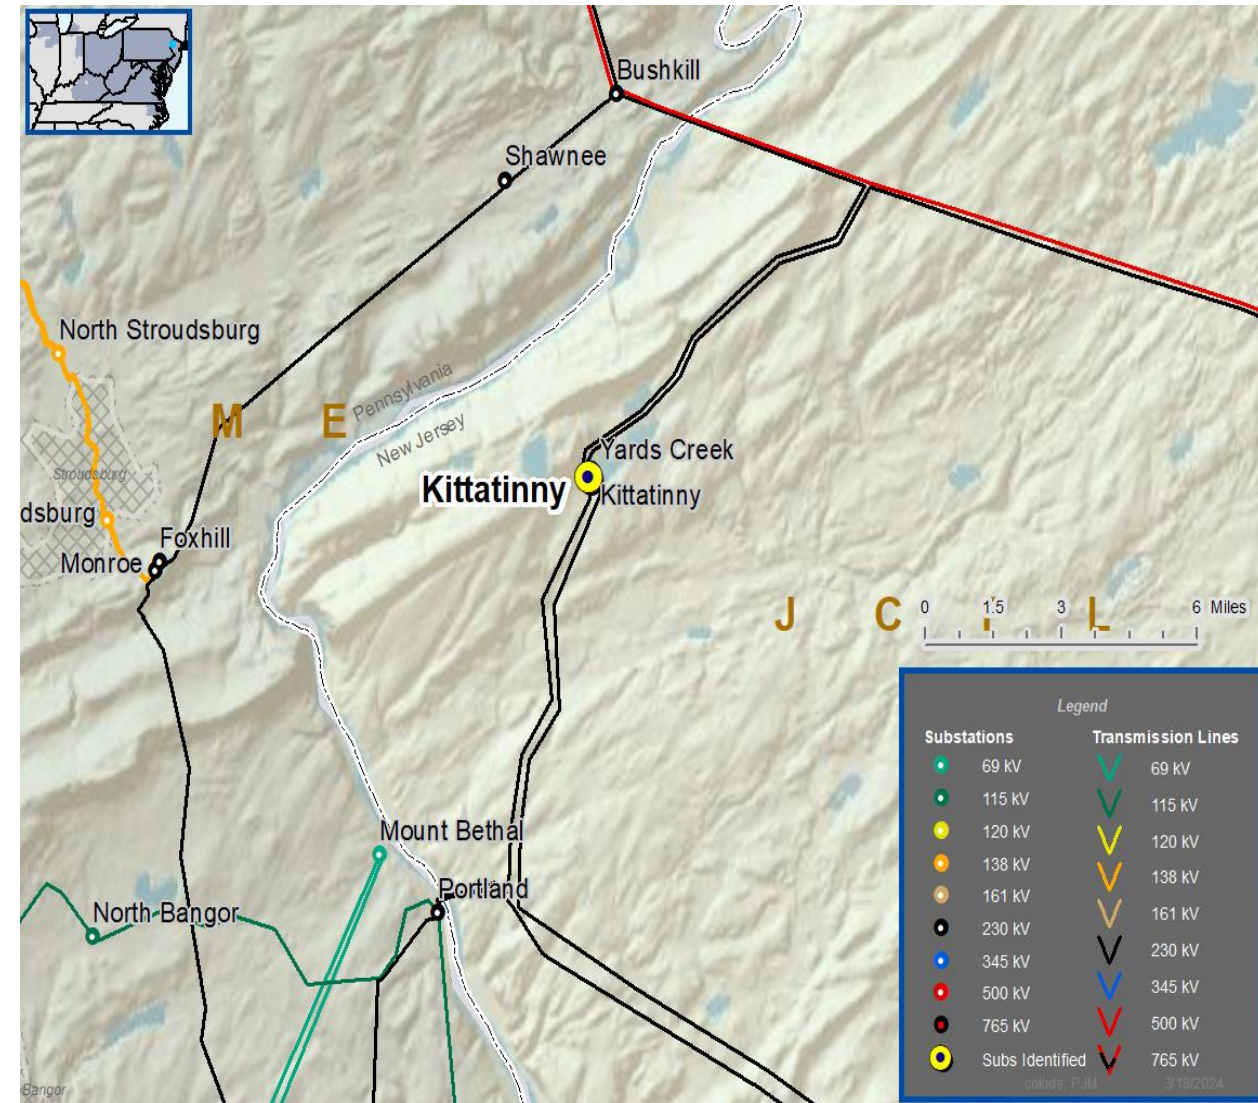 Bushkill
Shawnee
North Stroudsburg
M E
Pennsylvania
New Jersey
Yards Creek
Kittatinny
Kittatinny
Stroudsburg
dsburg
Foxhill
Monroe
J C L
0 1.5 3 6 Miles
Mount Bethal
Portland
North Bangor
Bangor
Legend
Substations Transmission Lines
69 kV 69 kV
115 kV 115 kV
120 kV 120 kV
138 kV 138 kV
161 kV 161 kV
230 kV 230 kV
345 kV 345 kV
500 kV 500 kV
765 kV 765 kV
Subs Identified
colode, PJM 3/18/2024